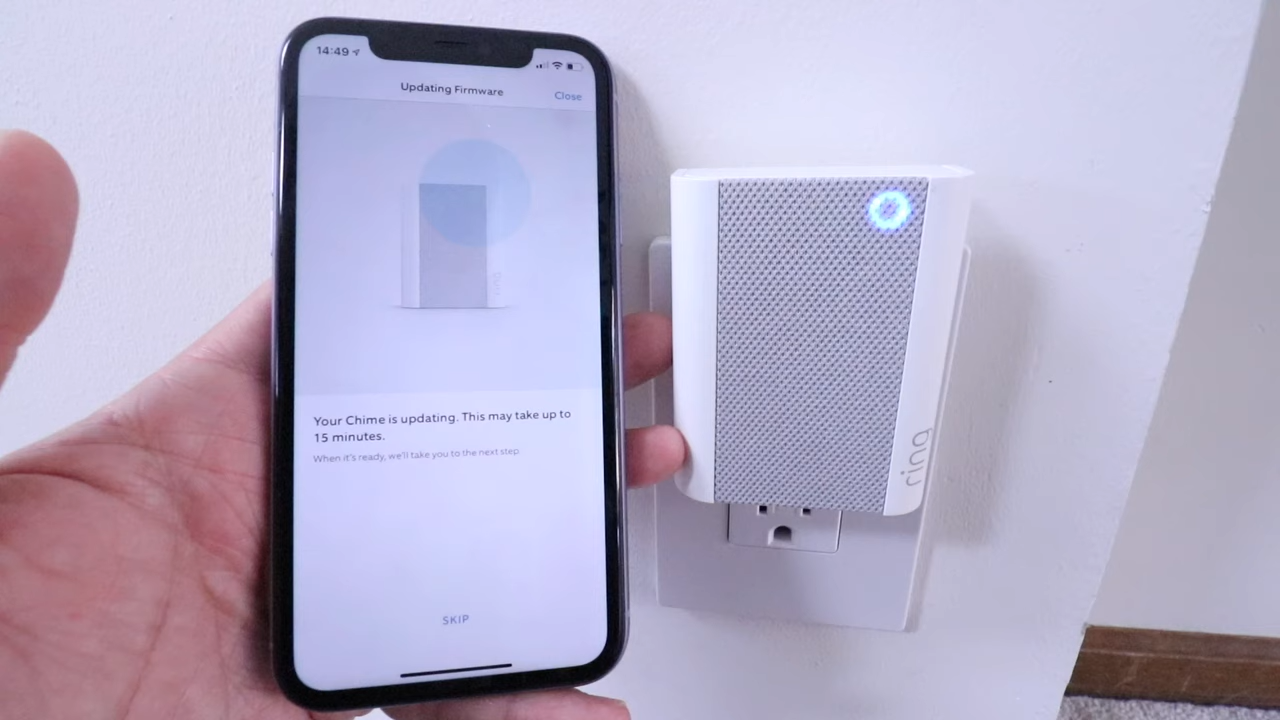 14:49
Updating Firmware
Close
Your Chime is updating. This may take up to
15 minutes.
When it's ready, we'll take you to the next step
SKIP
ring